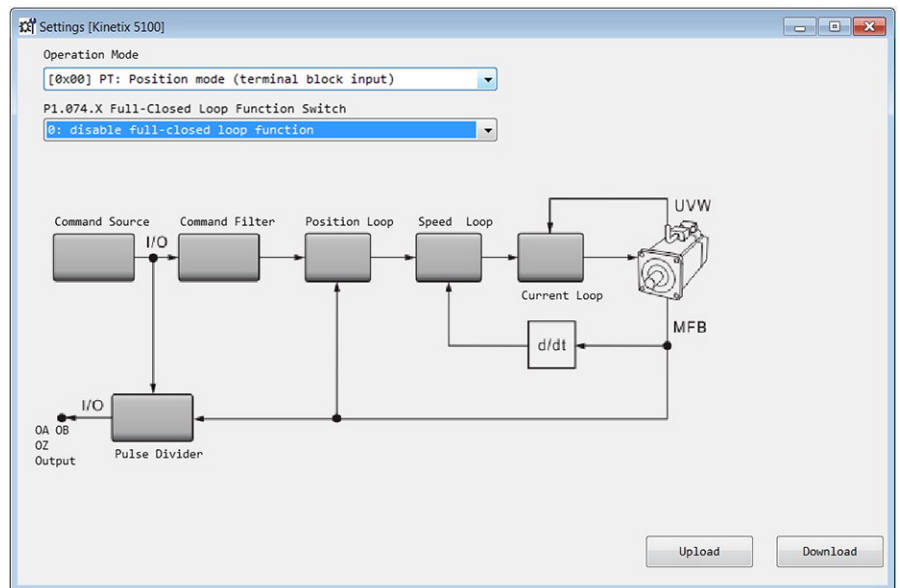 Settings [Kinetix 5100]
Operation Mode
[0x00] PT: Position mode (terminal block input)
P1.074.X Full-Closed Loop Function Switch
0: disable full-closed loop function
UVW
Command Source
Command Filter
Position Loop
Speed Loop
I/O
Current Loop
MFB
d/dt
I/O
OA OB
OZ
Output
Pulse Divider
Upload
Download